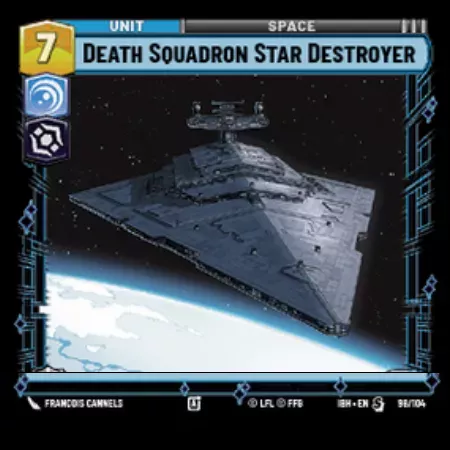 UNIT SPACE
7 DEATH SQUADRON STAR DESTROYER
FRANCOIS CANNELS © LFL © FFG IBH • EN 98/104